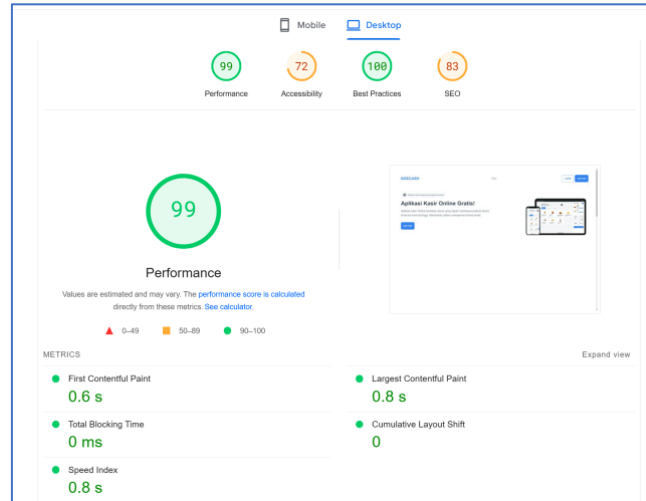 Mobile Desktop
99 72 100 83
Performance Accessibility Best Practices SEO
99
Aplikasi Kasir Online Gratis!
Performance
Values are estimated and may vary. The performance score is calculated
directly from these metrics. See calculator.
0–49 50–89 90–100
METRICS Expand view
First Contentful Paint
0.6 s
Largest Contentful Paint
0.8 s
Total Blocking Time
0 ms
Cumulative Layout Shift
0
Speed Index
0.8 s